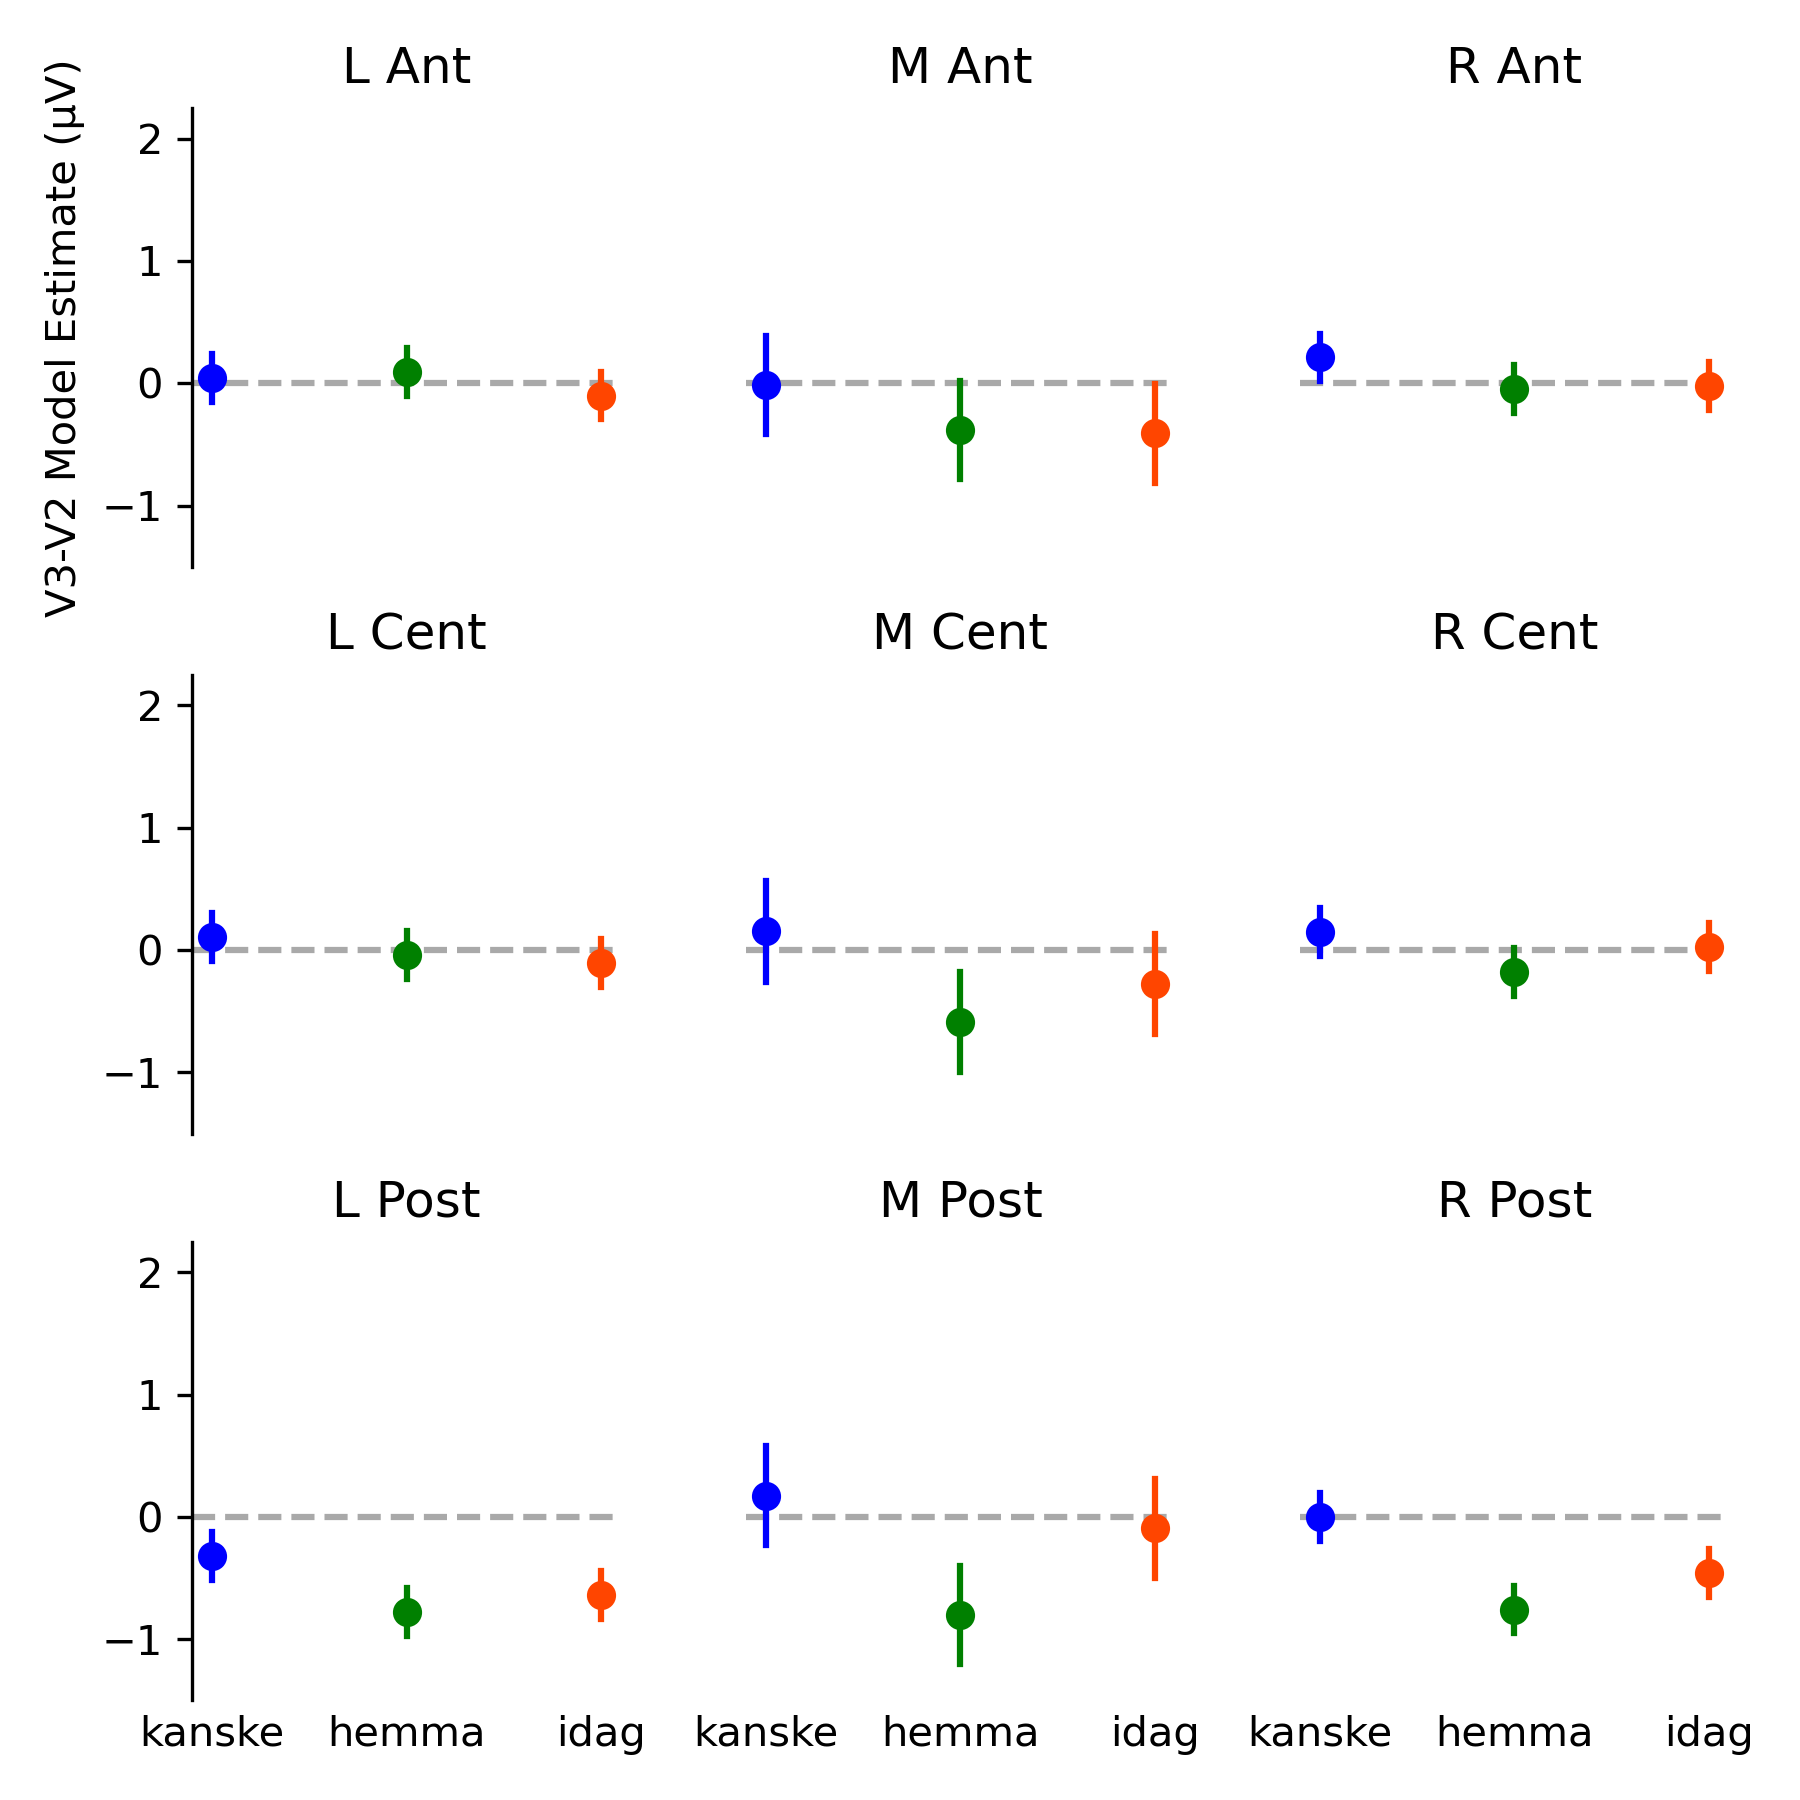 L Ant
M Ant
R Ant
V3-V2 Model Estimate (µV)
2
1
0
−1
L Cent
M Cent
R Cent
2
1
0
−1
L Post
M Post
R Post
2
1
0
−1
kanske hemma idag kanske hemma idag kanske hemma idag